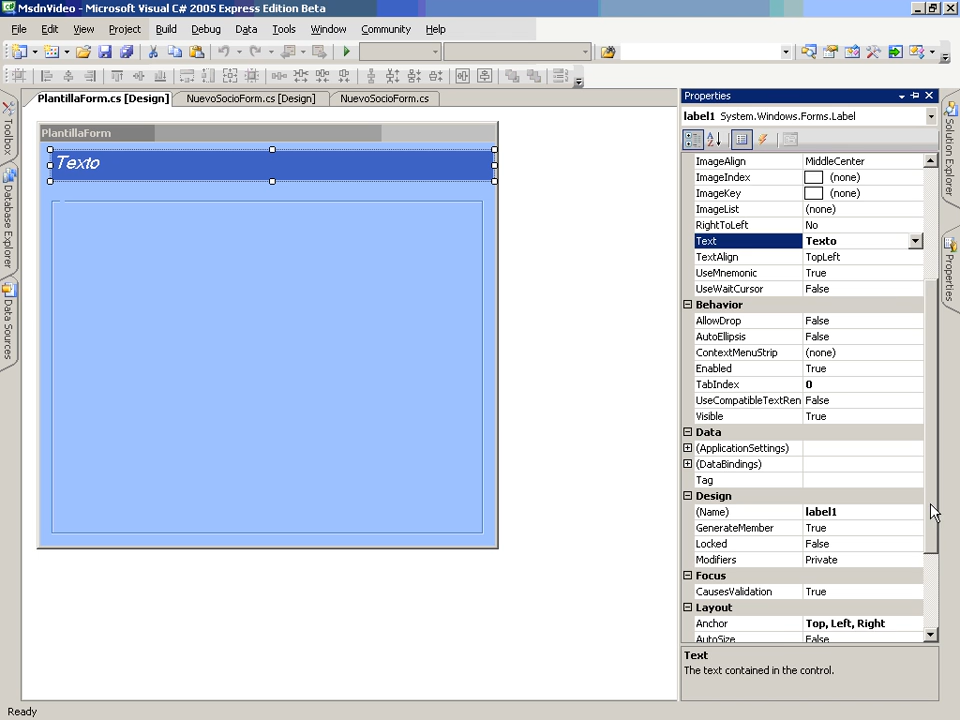 MsdnVideo - Microsoft Visual C# 2005 Express Edition Beta
File Edit View Project Build Debug Data Tools Window Community Help
PlantillaForm.cs [Design] NuevoSocioForm.cs [Design] NuevoSocioForm.cs
Toolbox
Database Explorer
Data Sources
PlantillaForm
Texto
Properties
label1 System.Windows.Forms.Label
ImageAlign MiddleCenter
ImageIndex (none)
ImageKey (none)
ImageList (none)
RightToLeft No
Text Texto
TextAlign TopLeft
UseMnemonic True
UseWaitCursor False
Behavior
AllowDrop False
AutoEllipsis False
ContextMenuStrip (none)
Enabled True
TabIndex 0
UseCompatibleTextRen False
Visible True
Data
(ApplicationSettings)
(DataBindings)
Tag
Design
(Name) label1
GenerateMember True
Locked False
Modifiers Private
Focus
CausesValidation True
Layout
Anchor Top, Left, Right
AutoSize False
Text
The text contained in the control.
Solution Explorer
Properties
Ready